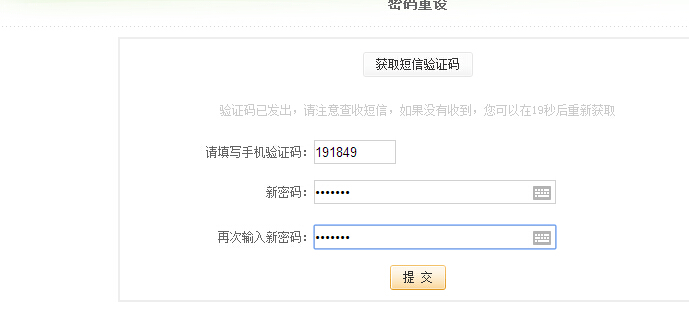 密码重设
获取短信验证码
验证码已发出，请注意查收短信，如果没有收到，您可以在19秒后重新获取
请填写手机验证码： 191849
新密码： •••••••
再次输入新密码： •••••••
提 交